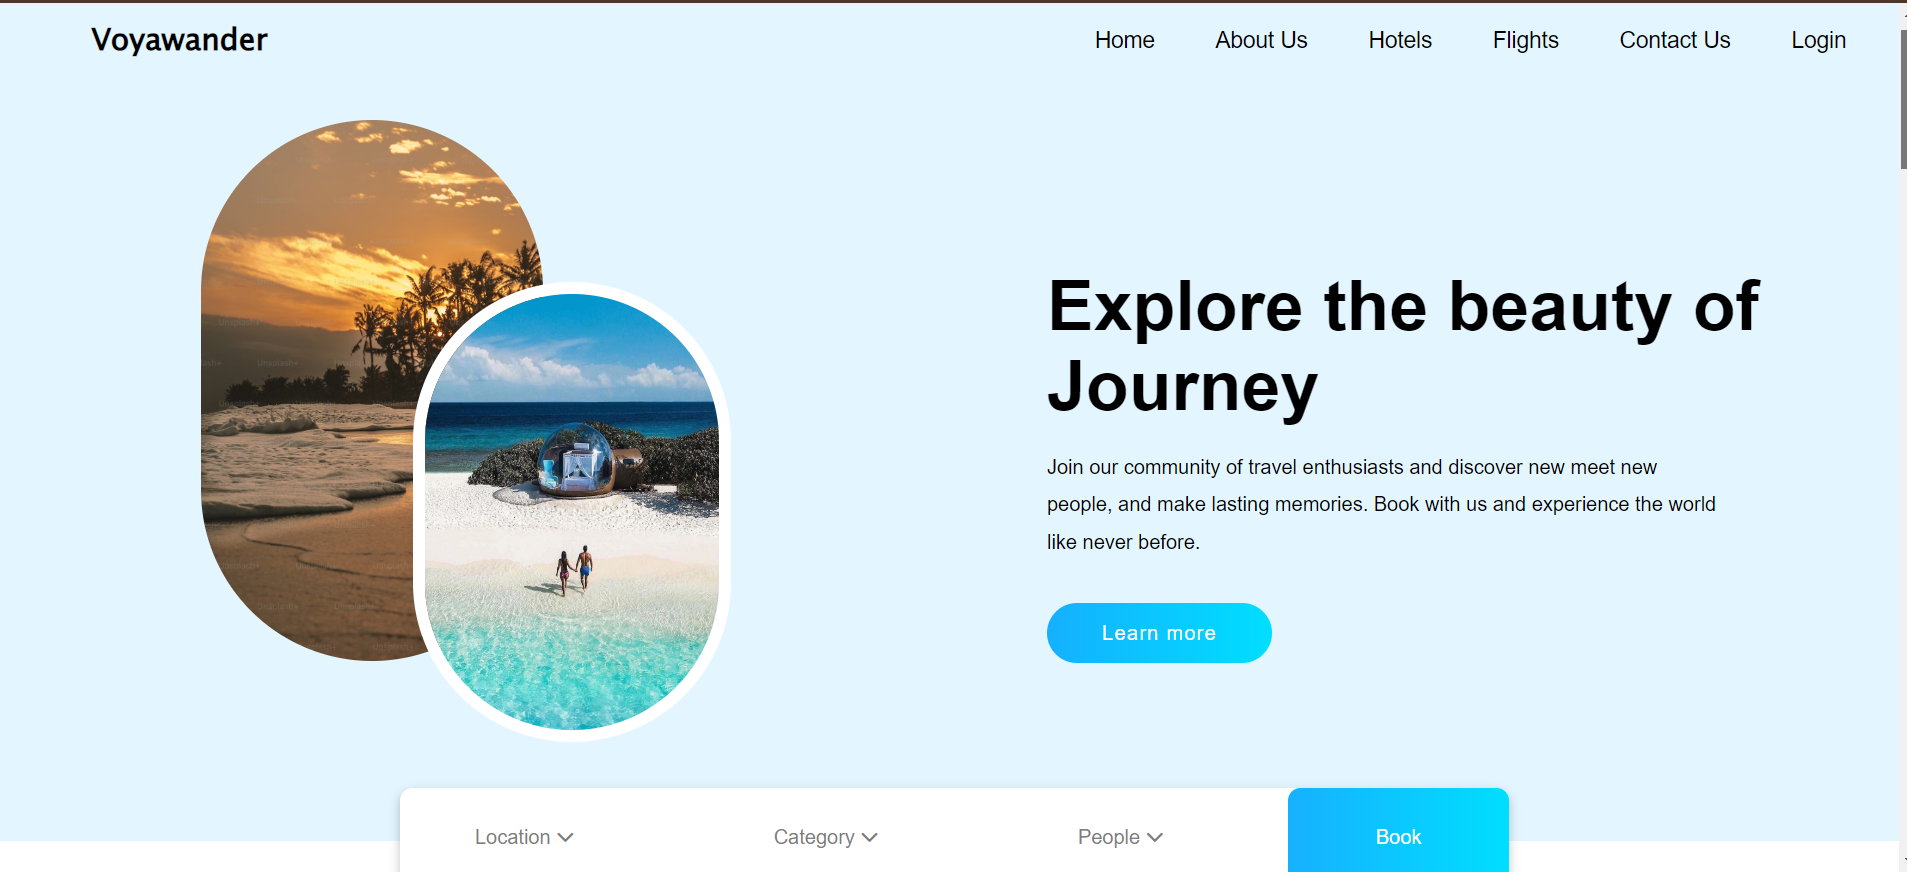 Voyawander
Home About Us Hotels Flights Contact Us Login
Explore the beauty of
Journey
Join our community of travel enthusiasts and discover new meet new
people, and make lasting memories. Book with us and experience the world
like never before.
Learn more
Location Category People Book